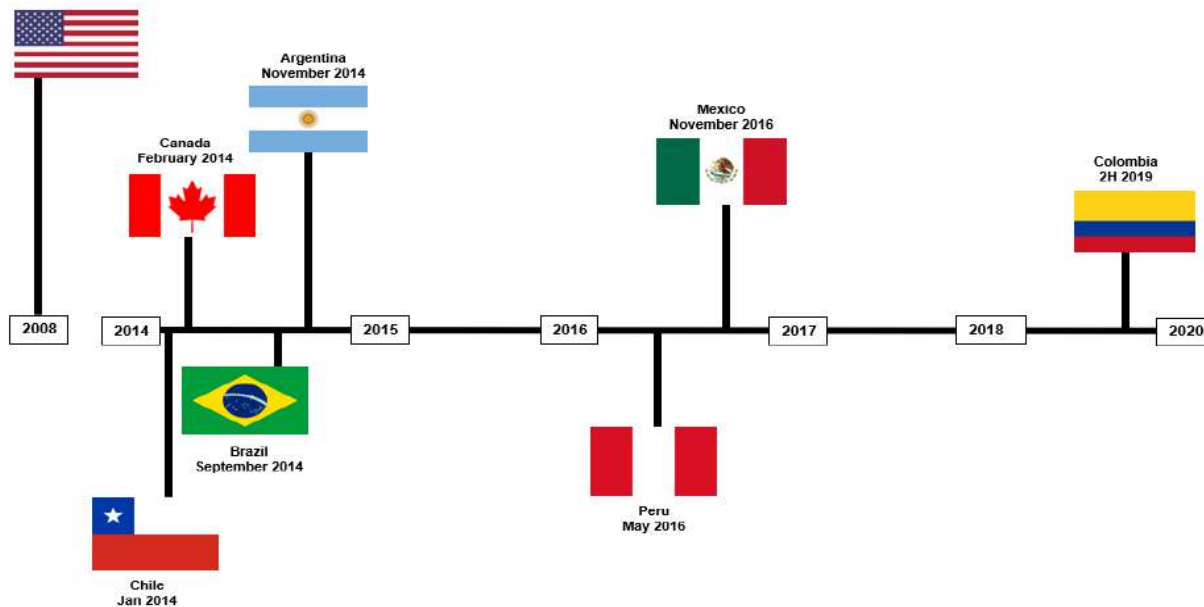 Argentina
November 2014
Mexico
November 2016
Canada
February 2014
Colombia
2H 2019
2008
2014
2015
2016
2017
2018
2020
Brazil
September 2014
Peru
May 2016
Chile
Jan 2014